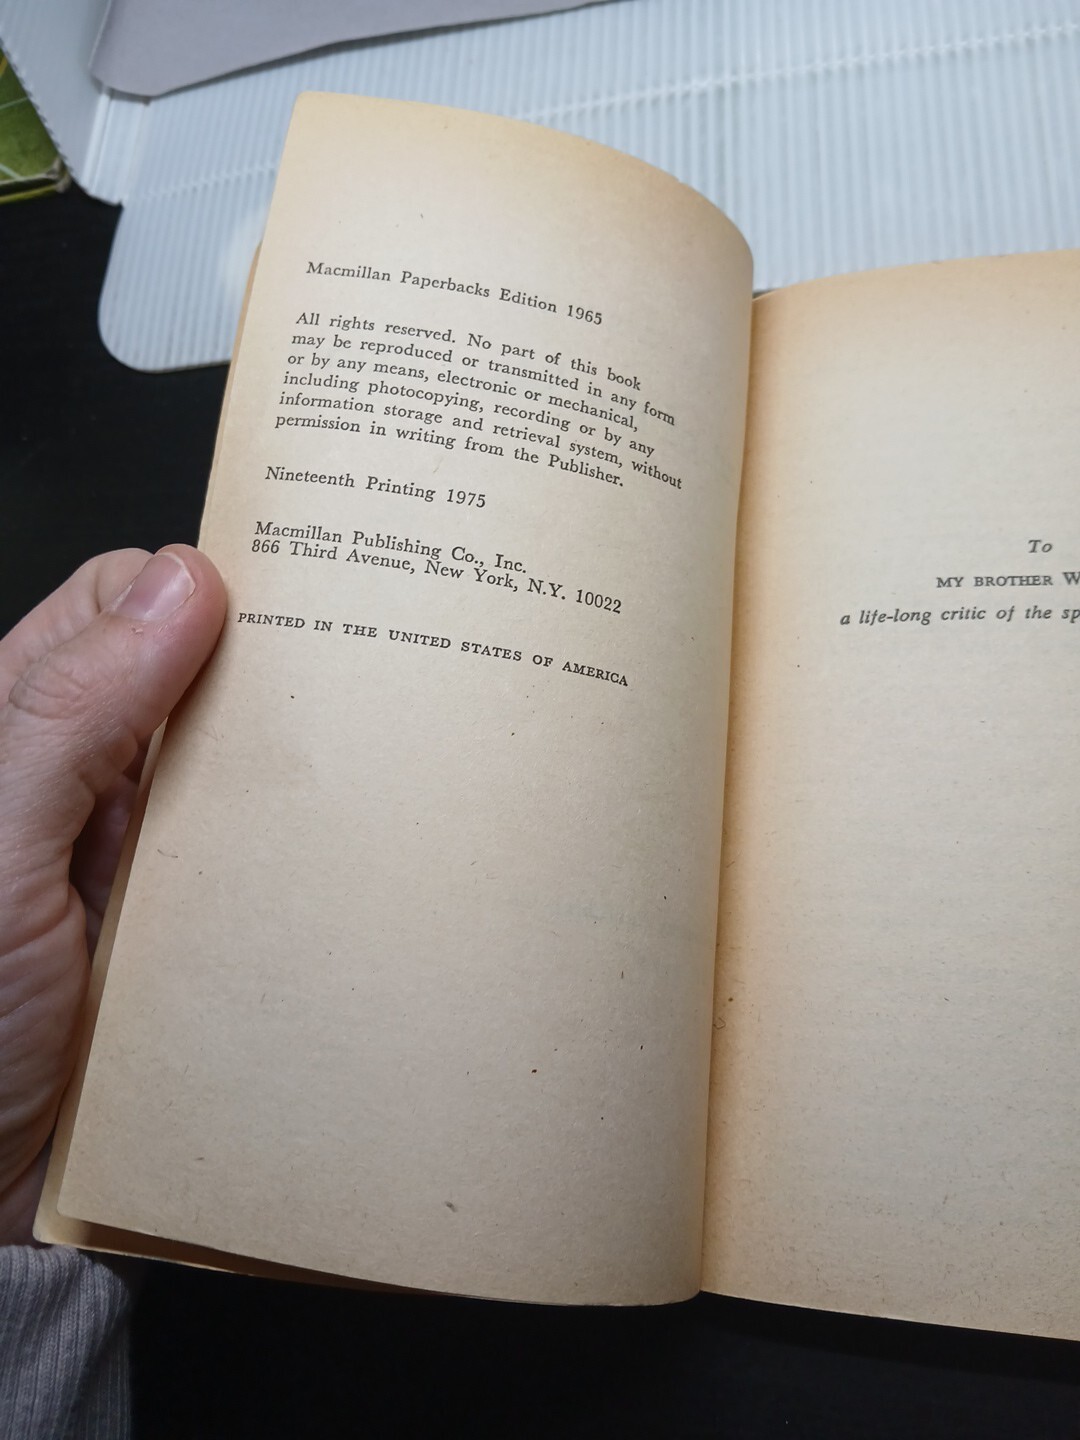 Macmillan Paperbacks Edition 1965
All rights reserved. No part of this book
may be reproduced or transmitted in any form
or by any means, electronic or mechanical,
including photocopying, recording or by any
information storage and retrieval system, without
permission in writing from the Publisher.
Nineteenth Printing 1975
Macmillan Publishing Co., Inc.
866 Third Avenue, New York, N.Y. 10022
PRINTED IN THE UNITED STATES OF AMERICA
To
MY BROTHER W
a life-long critic of the sp